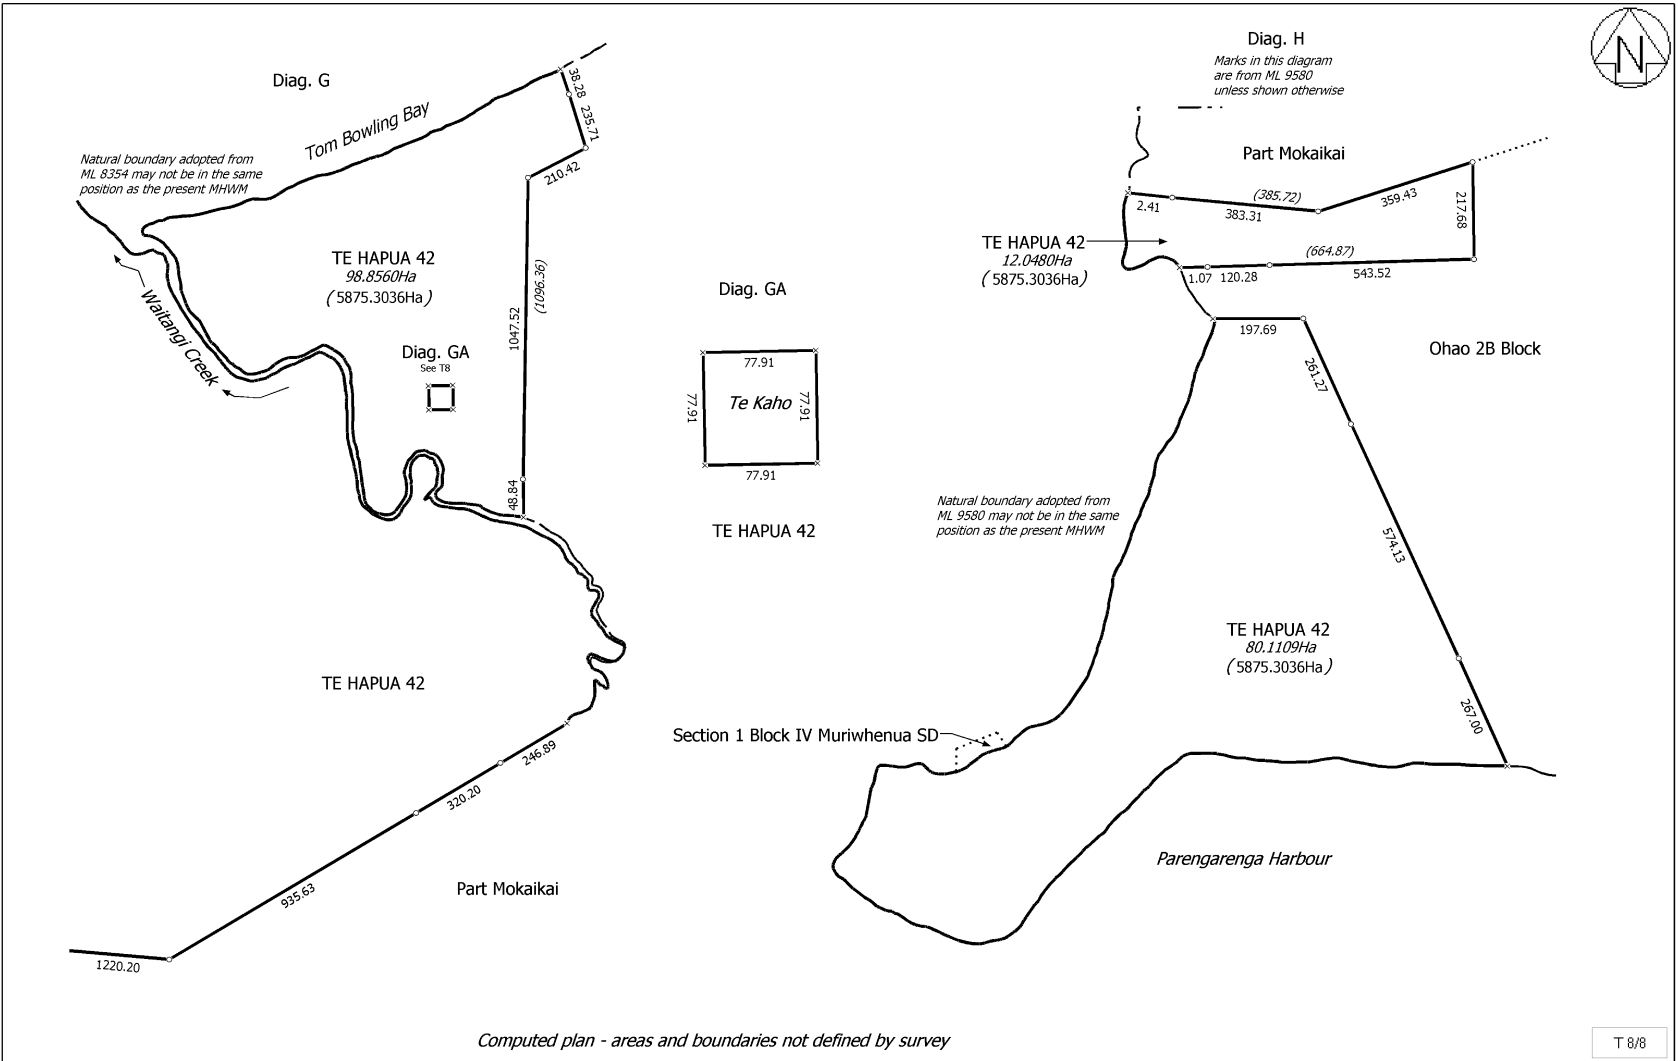 Diag. G
Tom Bowling Bay
38.28
235.71
210.42
Natural boundary adopted from
ML 8354 may not be in the same
position as the present MHWM
TE HAPUA 42
98.8560Ha
(5875.3036Ha)
1047.52
(1096.36)
Waitangi Creek
Diag. GA
See T8
48.84
TE HAPUA 42
246.89
320.20
935.63
1220.20
Part Mokaikai
Diag. GA
77.91
77.91
Te Kaho
77.91
77.91
TE HAPUA 42
Diag. H
Marks in this diagram
are from ML 9580
unless shown otherwise
N
Part Mokaikai
2.41
(385.72)
383.31
359.43
217.68
TE HAPUA 42
12.0480Ha
(5875.3036Ha)
(664.87)
1.07
120.28
543.52
197.69
Ohao 2B Block
261.27
574.13
267.00
Natural boundary adopted from
ML 9580 may not be in the same
position as the present MHWM
TE HAPUA 42
80.1109Ha
(5875.3036Ha)
Section 1 Block IV Muriwhenua SD
Parengarenga Harbour
Computed plan - areas and boundaries not defined by survey
T 8/8